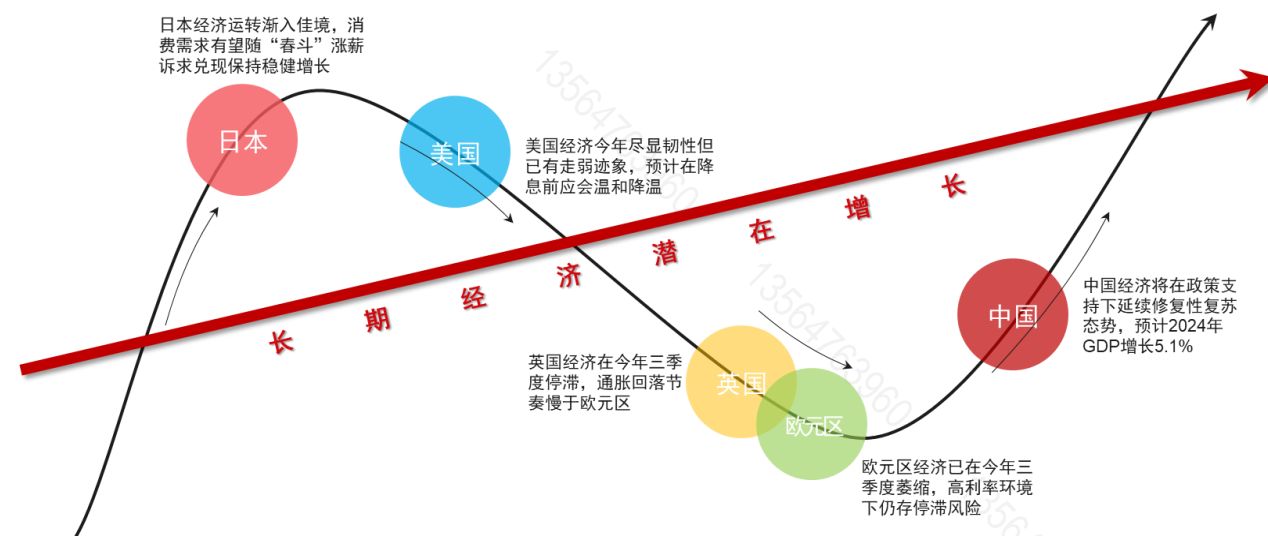 日本经济运转渐入佳境，消
费需求有望随“春斗”涨薪
诉求兑现保持稳健增长
日本
美国
美国经济今年尽显韧性但
已有走弱迹象，预计在降
息前应会温和降温
长期经济潜在增长
中国
中国经济将在政策支
持下延续修复性复苏
态势，预计2024年
GDP增长5.1%
英国经济在今年三季
度停滞，通胀回落节
奏慢于欧元区
英国
欧元区
欧元区经济已在今年三
季度萎缩，高利率环境
下仍存停滞风险
13564763960